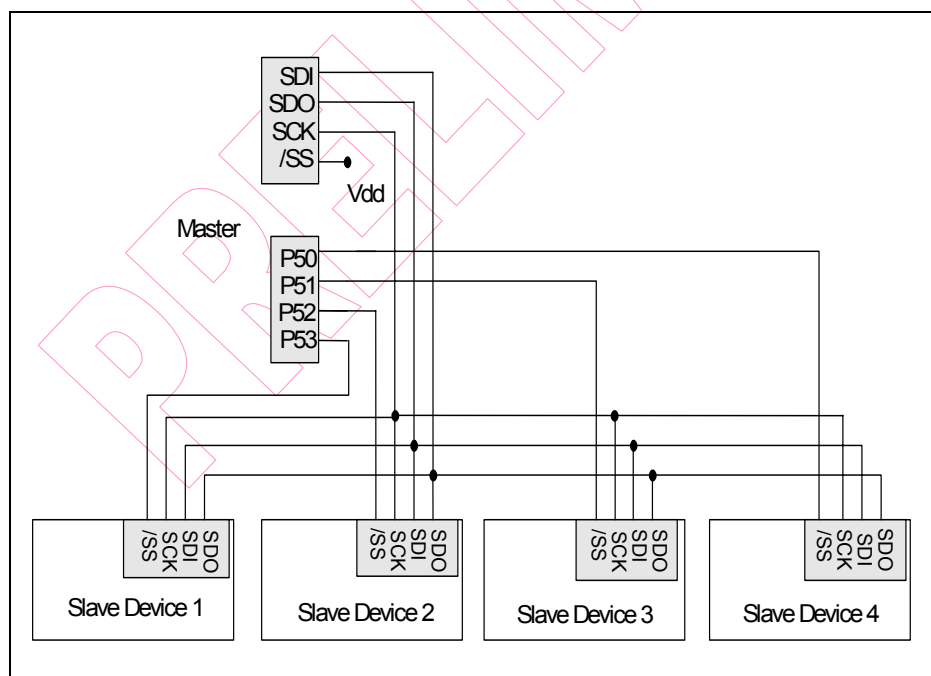 SDI
SDO
SCK
/SS
Vdd
Master
P50
P51
P52
P53
/SS
SCK
SDI
SDO
Slave Device 1
/SS
SCK
SDI
SDO
Slave Device 2
/SS
SCK
SDI
SDO
Slave Device 3
/SS
SCK
SDI
SDO
Slave Device 4